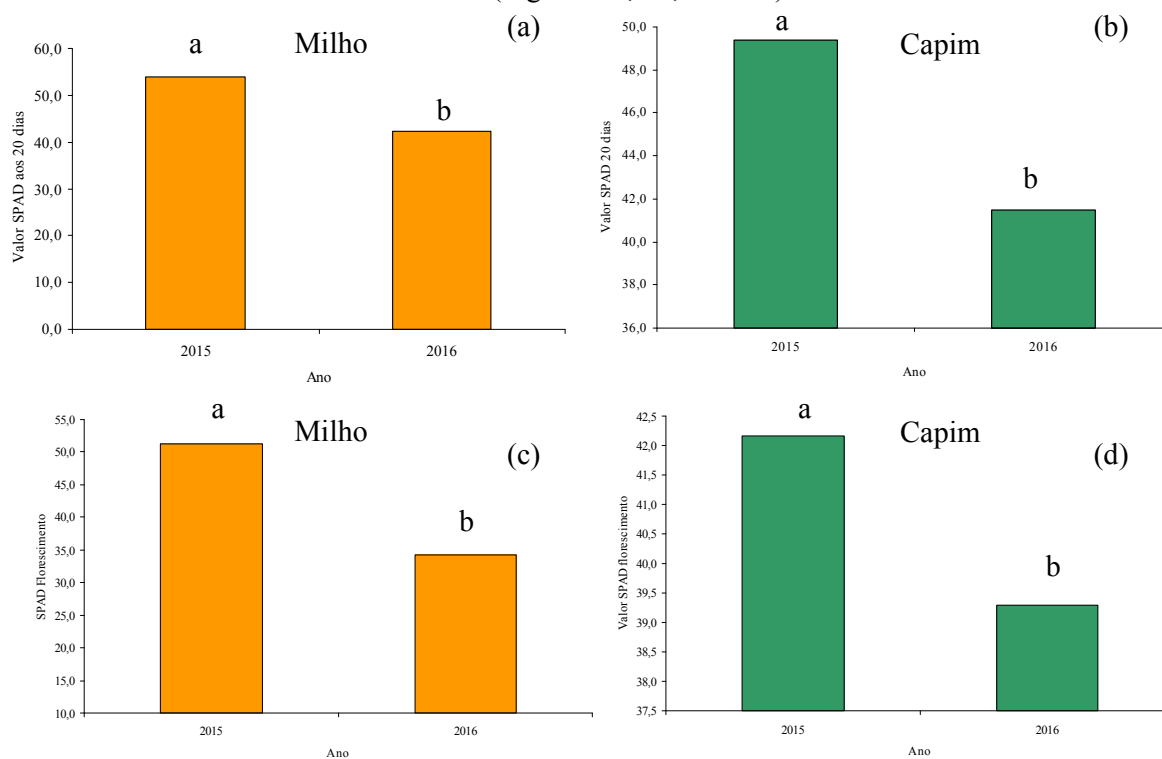 a
Milho
(a)
60,0
50,0
40,0
30,0
20,0
10,0
0,0
Valor SPAD aos 20 dias
b
2015
2016
Ano
a
Capim
(b)
50,0
48,0
46,0
44,0
42,0
40,0
38,0
36,0
Valor SPAD 20 dias
b
2015
2016
Ano
a
Milho
(c)
55,0
50,0
45,0
40,0
35,0
30,0
25,0
20,0
15,0
10,0
SPAD Florescimento
b
2015
2016
Ano
a
Capim
(d)
42,5
42,0
41,5
41,0
40,5
40,0
39,5
39,0
38,5
38,0
37,5
Valor SPAD florescimento
b
2015
2016
Ano